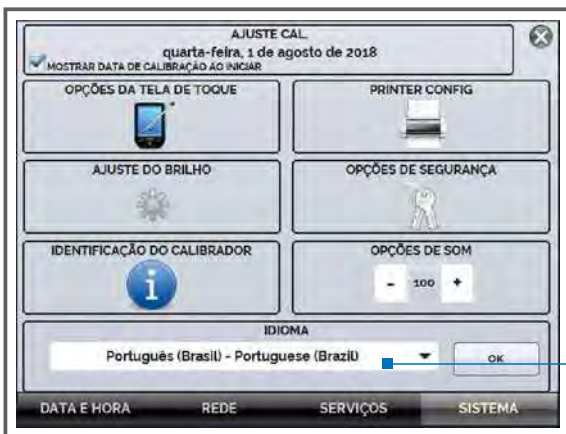 AJUSTE CAL.
quarta-feira, 1 de agosto de 2018
MOSTRAR DATA DE CALIBRAÇÃO AO INICIAR
OPÇÕES DA TELA DE TOQUE
PRINTER CONFIG
AJUSTE DO BRILHO
OPÇÕES DE SEGURANÇA
IDENTIFICAÇÃO DO CALIBRADOR
OPÇÕES DE SOM
- 100 +
IDIOMA
Português (Brasil) - Portuguese (Brazil)
OK
DATA E HORA REDE SERVIÇOS SISTEMA